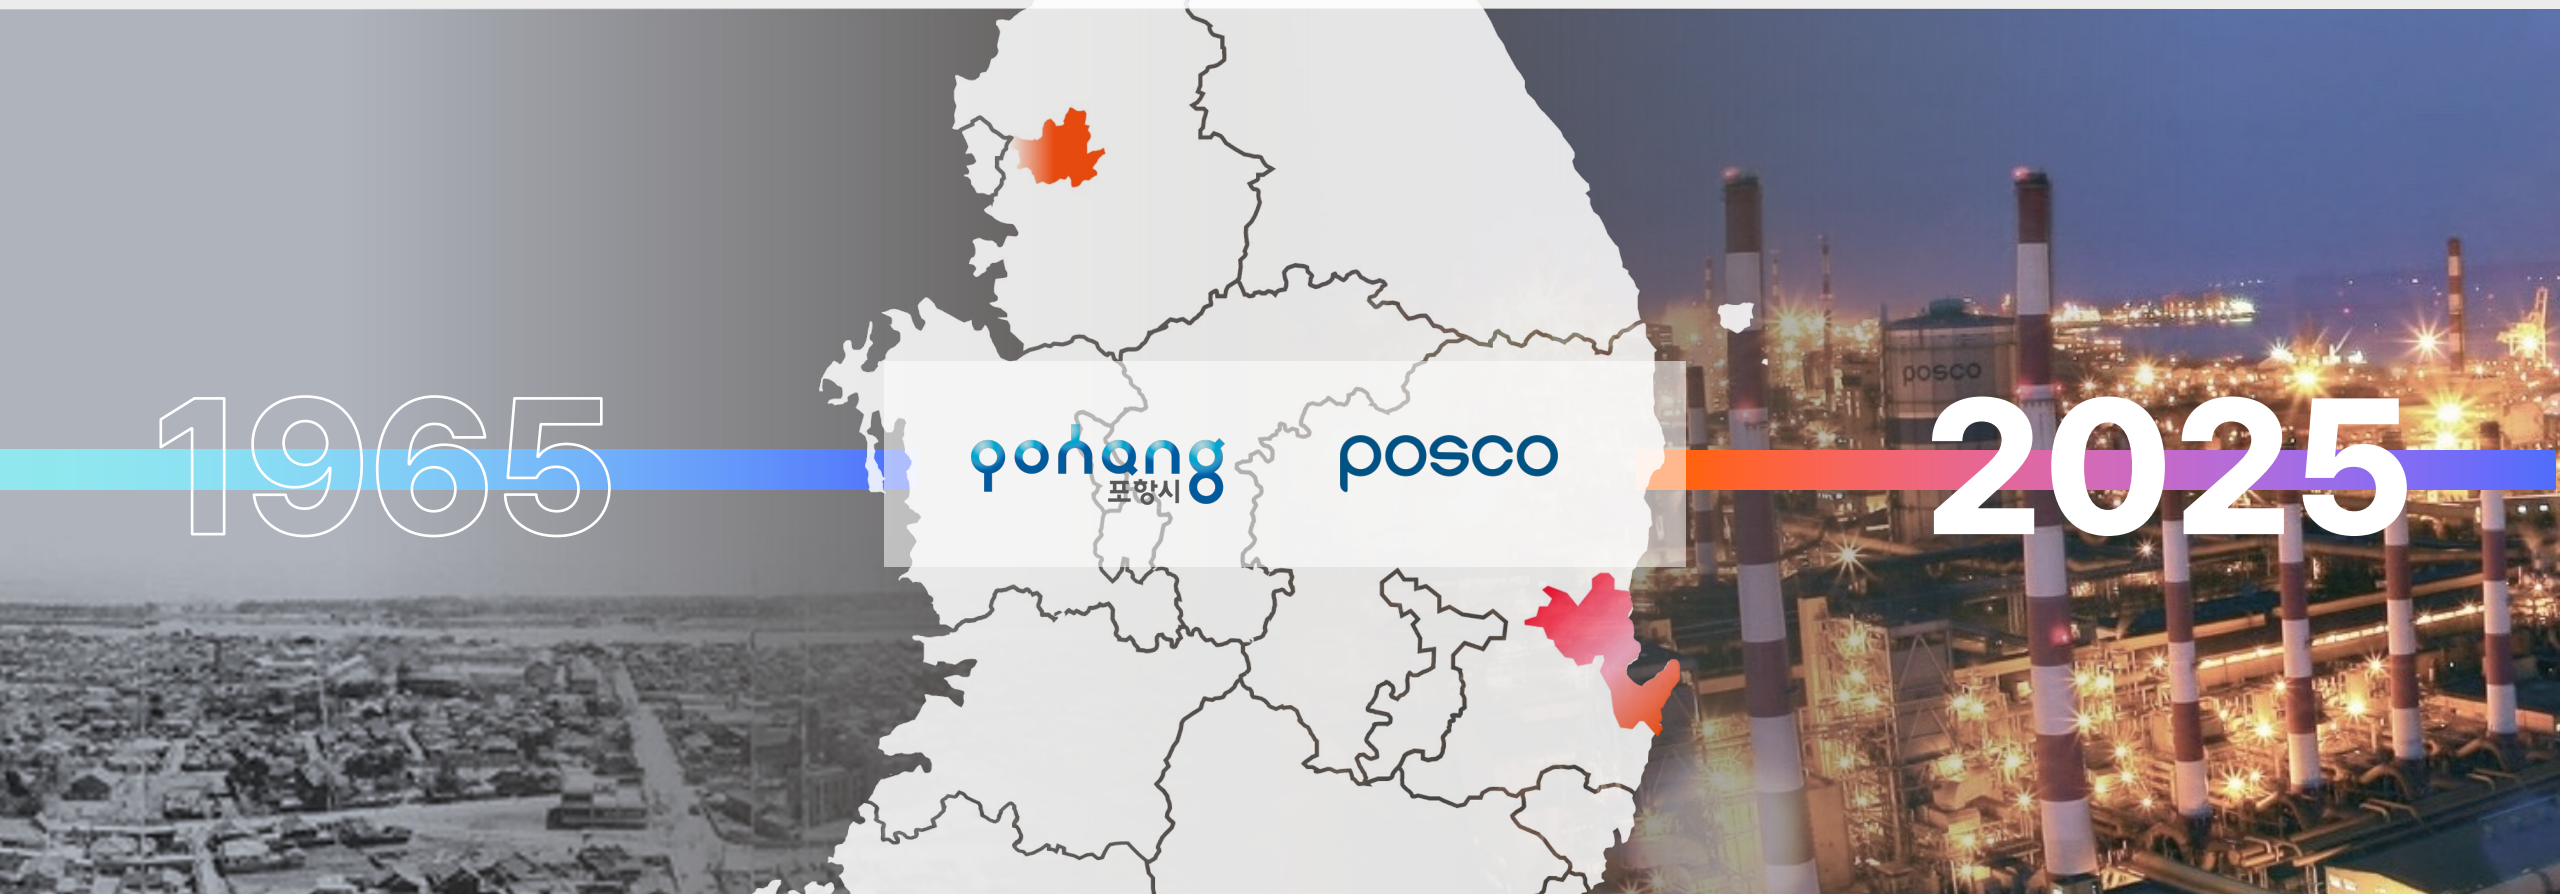 1965
pohang
포항시
posco
posco
2025